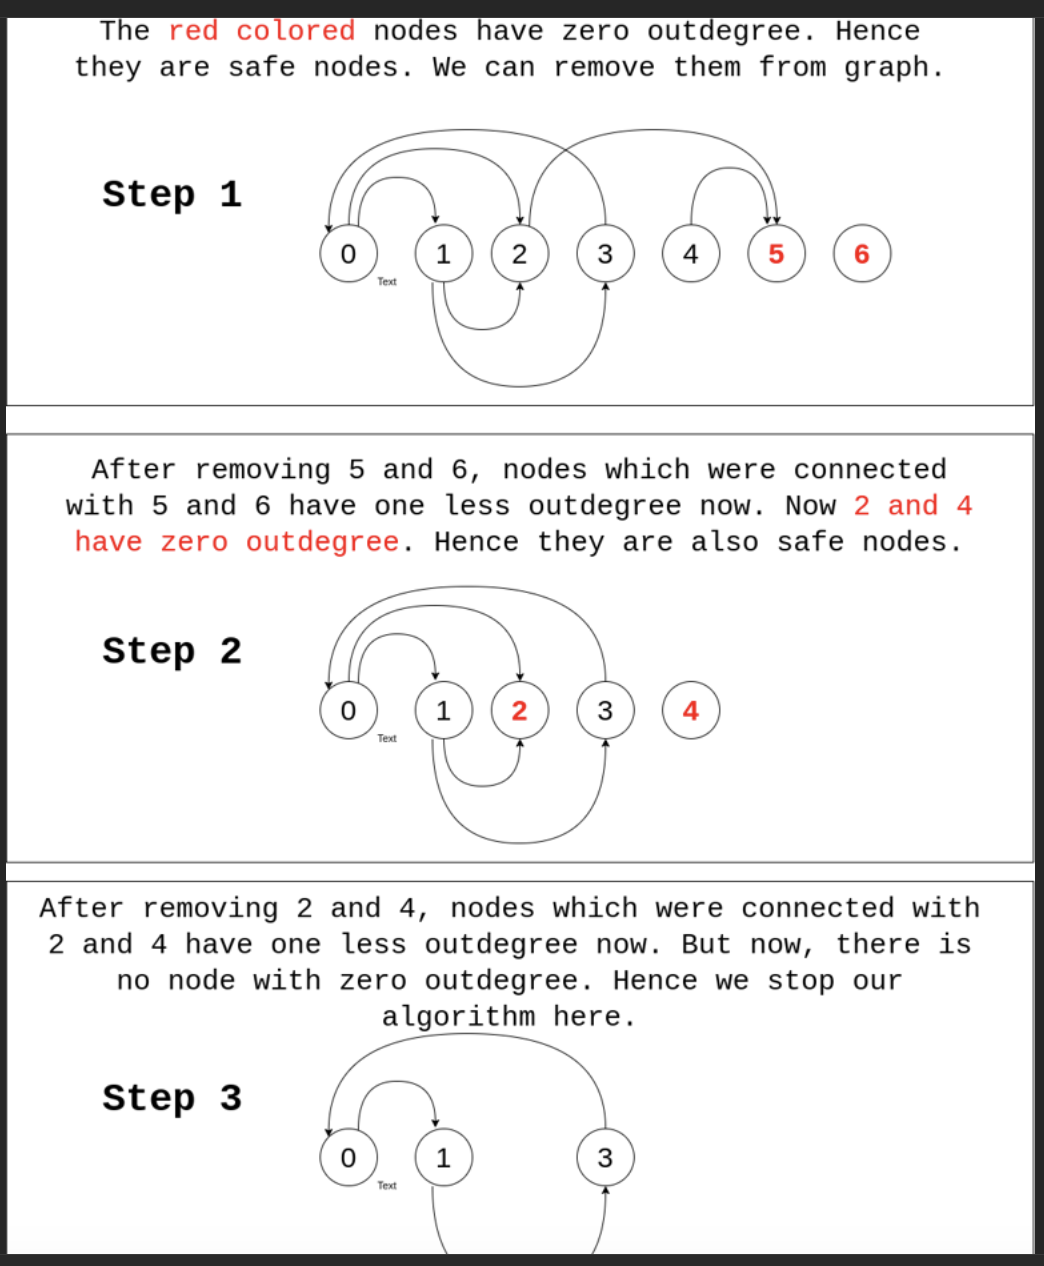 The red colored nodes have zero outdegree. Hence
they are safe nodes. We can remove them from graph.
Step 1
0 1 2 3 4 5 6
Text
After removing 5 and 6, nodes which were connected
with 5 and 6 have one less outdegree now. Now 2 and 4
have zero outdegree. Hence they are also safe nodes.
Step 2
0 1 2 3 4
Text
After removing 2 and 4, nodes which were connected with
2 and 4 have one less outdegree now. But now, there is
no node with zero outdegree. Hence we stop our
algorithm here.
Step 3
0 1 3
Text